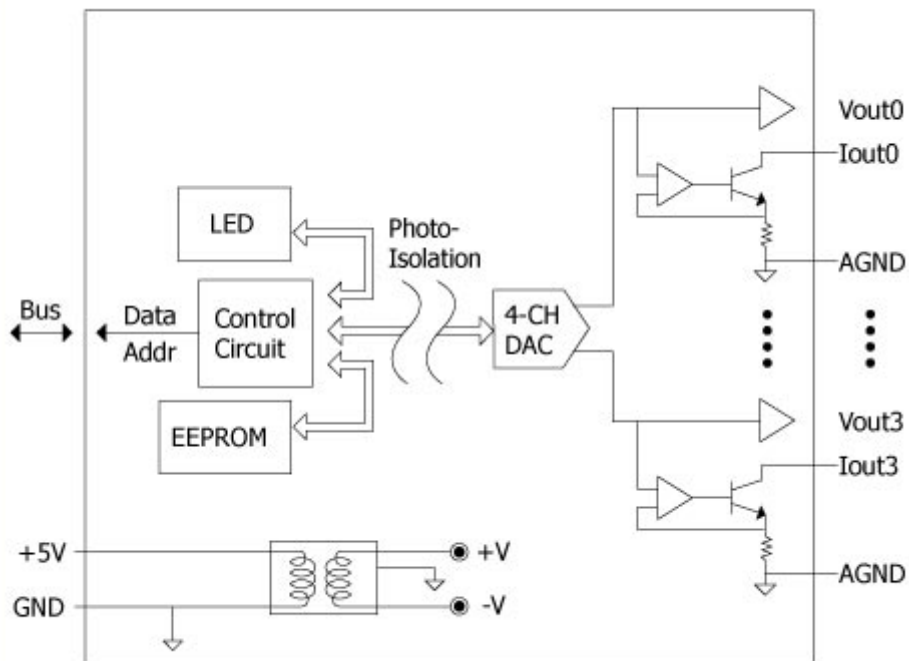 Vout0
Iout0
LED
Photo-
Isolation
AGND
Bus
Data
Addr
Control
Circuit
4-CH
DAC
EEPROM
Vout3
Iout3
+5V
+V
AGND
GND
-V